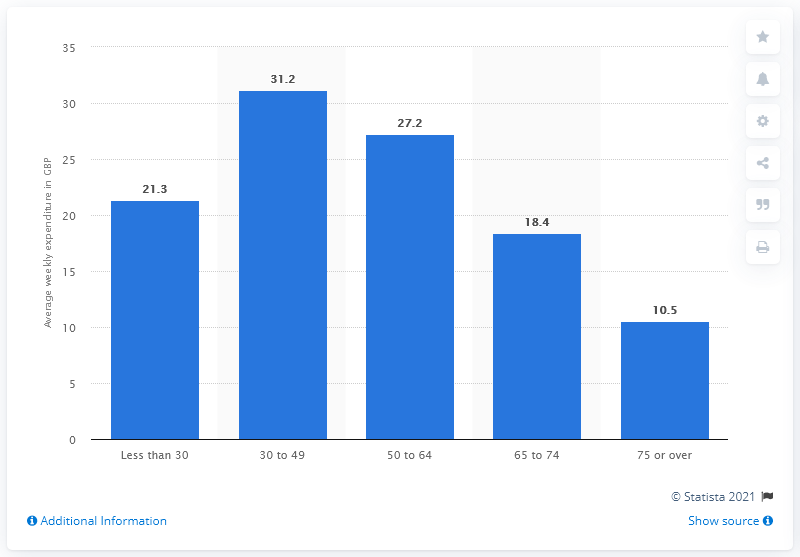 Average weekly expenditure in GBP
35
30
25
20
15
10
5
0
21.3
31.2
27.2
18.4
10.5
Less than 30
30 to 49
50 to 64
65 to 74
75 or over
© Statista 2021
Additional Information
Show source